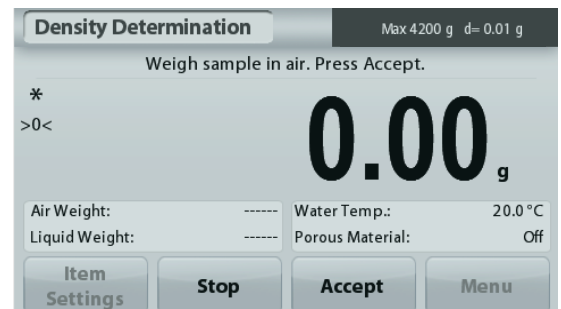 Density Determination
Max 4200 g d= 0.01 g
Weigh sample in air. Press Accept.
*
>0<
0.00 g
Air Weight: ------
Water Temp.: 20.0 °C
Liquid Weight: ------
Porous Material: Off
Item Settings
Stop
Accept
Menu